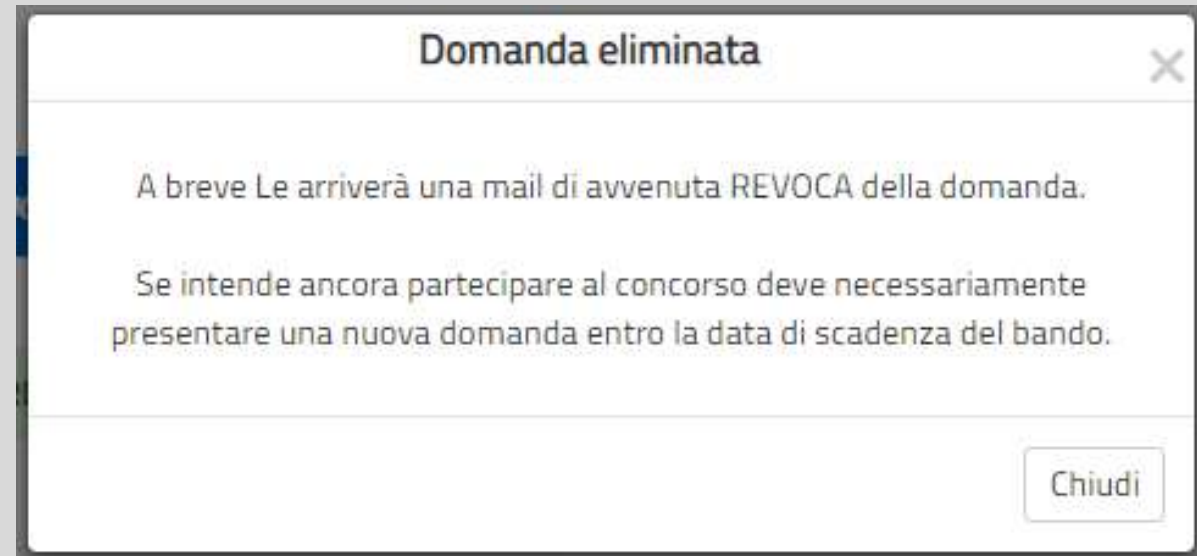 Domanda eliminata
A breve Le arriverà una mail di avvenuta REVOCA della domanda.
Se intende ancora partecipare al concorso deve necessariamente
presentare una nuova domanda entro la data di scadenza del bando.
Chiudi